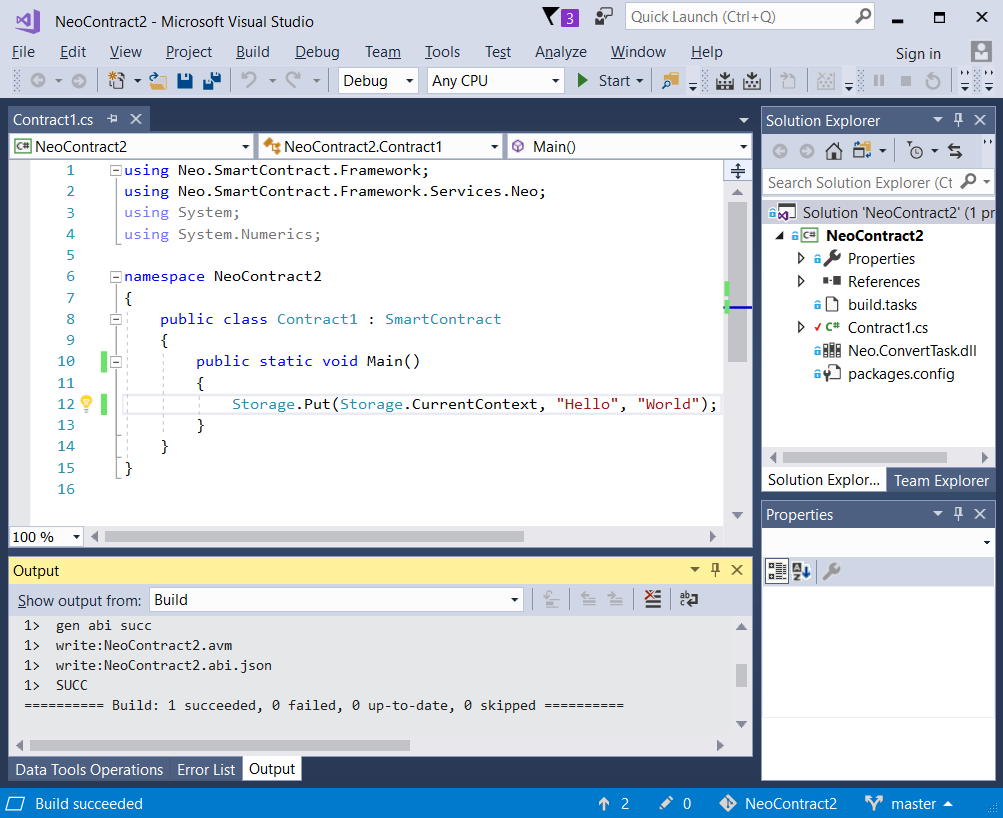 NeoContract2 - Microsoft Visual Studio
3
Quick Launch (Ctrl+Q)
File Edit View Project Build Debug Team Tools Test Analyze Window Help
Sign in
Debug Any CPU Start
Contract1.cs
C# NeoContract2 NeoContract2.Contract1 Main()
1 using Neo.SmartContract.Framework;
2 using Neo.SmartContract.Framework.Services.Neo;
3 using System;
4 using System.Numerics;
5
6 namespace NeoContract2
7 {
8 public class Contract1 : SmartContract
9 {
10 public static void Main()
11 {
12 Storage.Put(Storage.CurrentContext, "Hello", "World");
13 }
14 }
15 }
16
100 %
Output
Show output from: Build
1> gen abi succ
1> write:NeoContract2.avm
1> write:NeoContract2.abi.json
1> SUCC
========== Build: 1 succeeded, 0 failed, 0 up-to-date, 0 skipped ==========
Data Tools Operations Error List Output
Solution Explorer
Search Solution Explorer (Ct
Solution 'NeoContract2' (1 pr
C# NeoContract2
Properties
References
build.tasks
C# Contract1.cs
Neo.ConvertTask.dll
packages.config
Solution Explor... Team Explorer
Properties
Build succeeded 2 0 NeoContract2 master